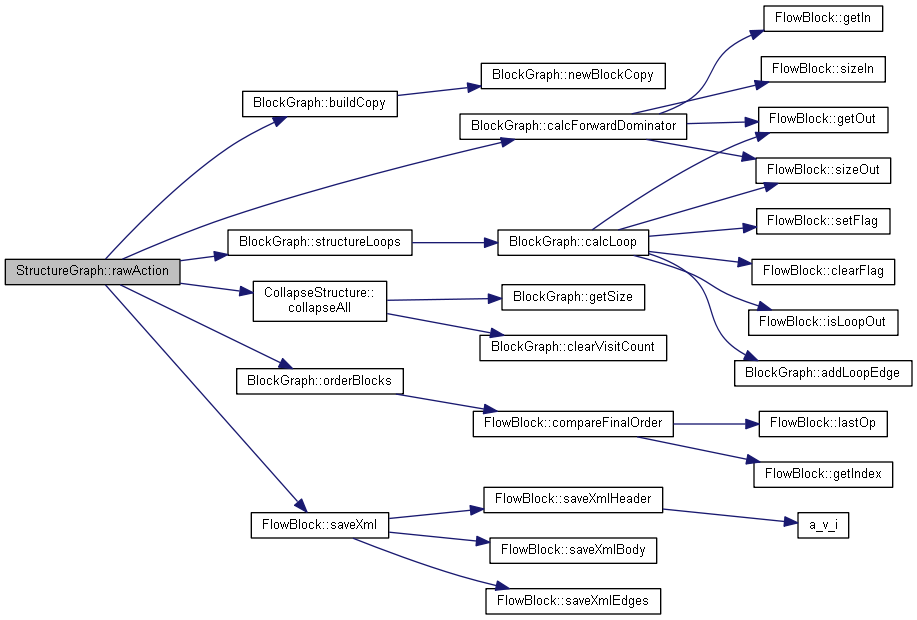 FlowBlock::getIn
FlowBlock::sizeIn
BlockGraph::newBlockCopy
BlockGraph::buildCopy
FlowBlock::getOut
BlockGraph::calcForwardDominator
FlowBlock::sizeOut
FlowBlock::setFlag
BlockGraph::structureLoops
BlockGraph::calcLoop
StructureGraph::rawAction
FlowBlock::clearFlag
CollapseStructure::
collapseAll
BlockGraph::getSize
FlowBlock::isLoopOut
BlockGraph::clearVisitCount
BlockGraph::addLoopEdge
BlockGraph::orderBlocks
FlowBlock::compareFinalOrder
FlowBlock::lastOp
FlowBlock::getIndex
FlowBlock::saveXmlHeader
FlowBlock::saveXml
a_v_i
FlowBlock::saveXmlBody
FlowBlock::saveXmlEdges